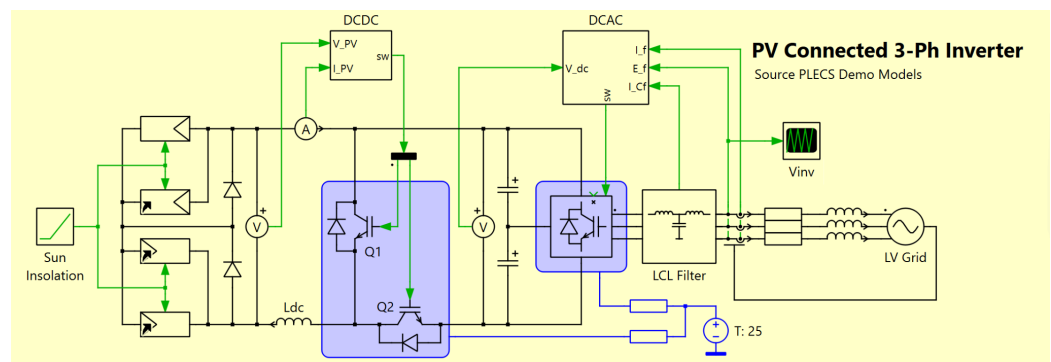 DCDC
V_PV
I_PV
sw
DCAC
V_dc
I_f
E_f
I_Cf
sw
PV Connected 3-Ph Inverter
Source PLECS Demo Models
Vinv
A
V
V
Sun
Insolation
Ldc
Q1
Q2
LCL Filter
LV Grid
T: 25